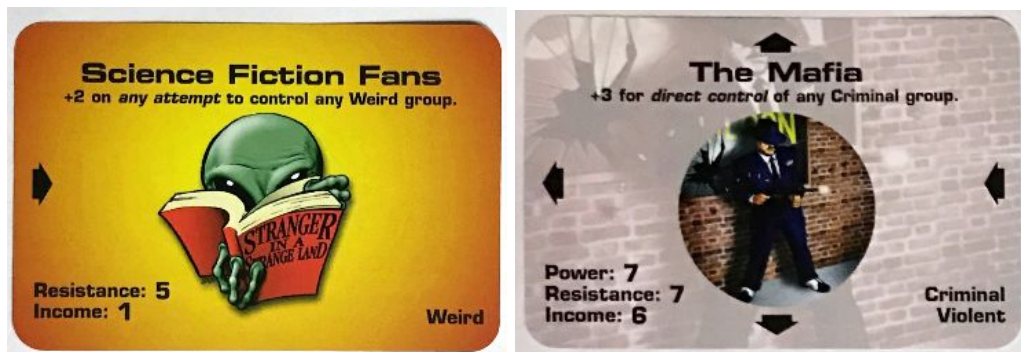 Science Fiction Fans
+2 on any attempt to control any Weird group.
STRANGER
IN A
STRANGE LAND
Resistance: 5
Income: 1
Weird
The Mafia
+3 for direct control of any Criminal group.
Power: 7
Resistance: 7
Income: 6
Criminal
Violent